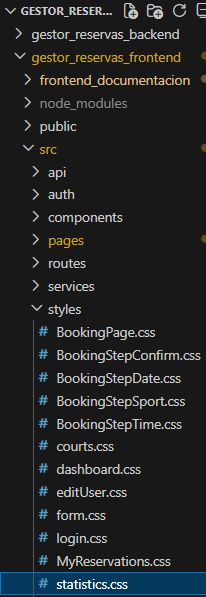 GESTOR_RESER...
gestor_reservas_backend
gestor_reservas_frontend
frontend_documentacion
node_modules
public
src
api
auth
components
pages
routes
services
styles
# BookingPage.css
# BookingStepConfirm.css
# BookingStepDate.css
# BookingStepSport.css
# BookingStepTime.css
# courts.css
# dashboard.css
# editUser.css
# form.css
# login.css
# MyReservations.css
# statistics.css